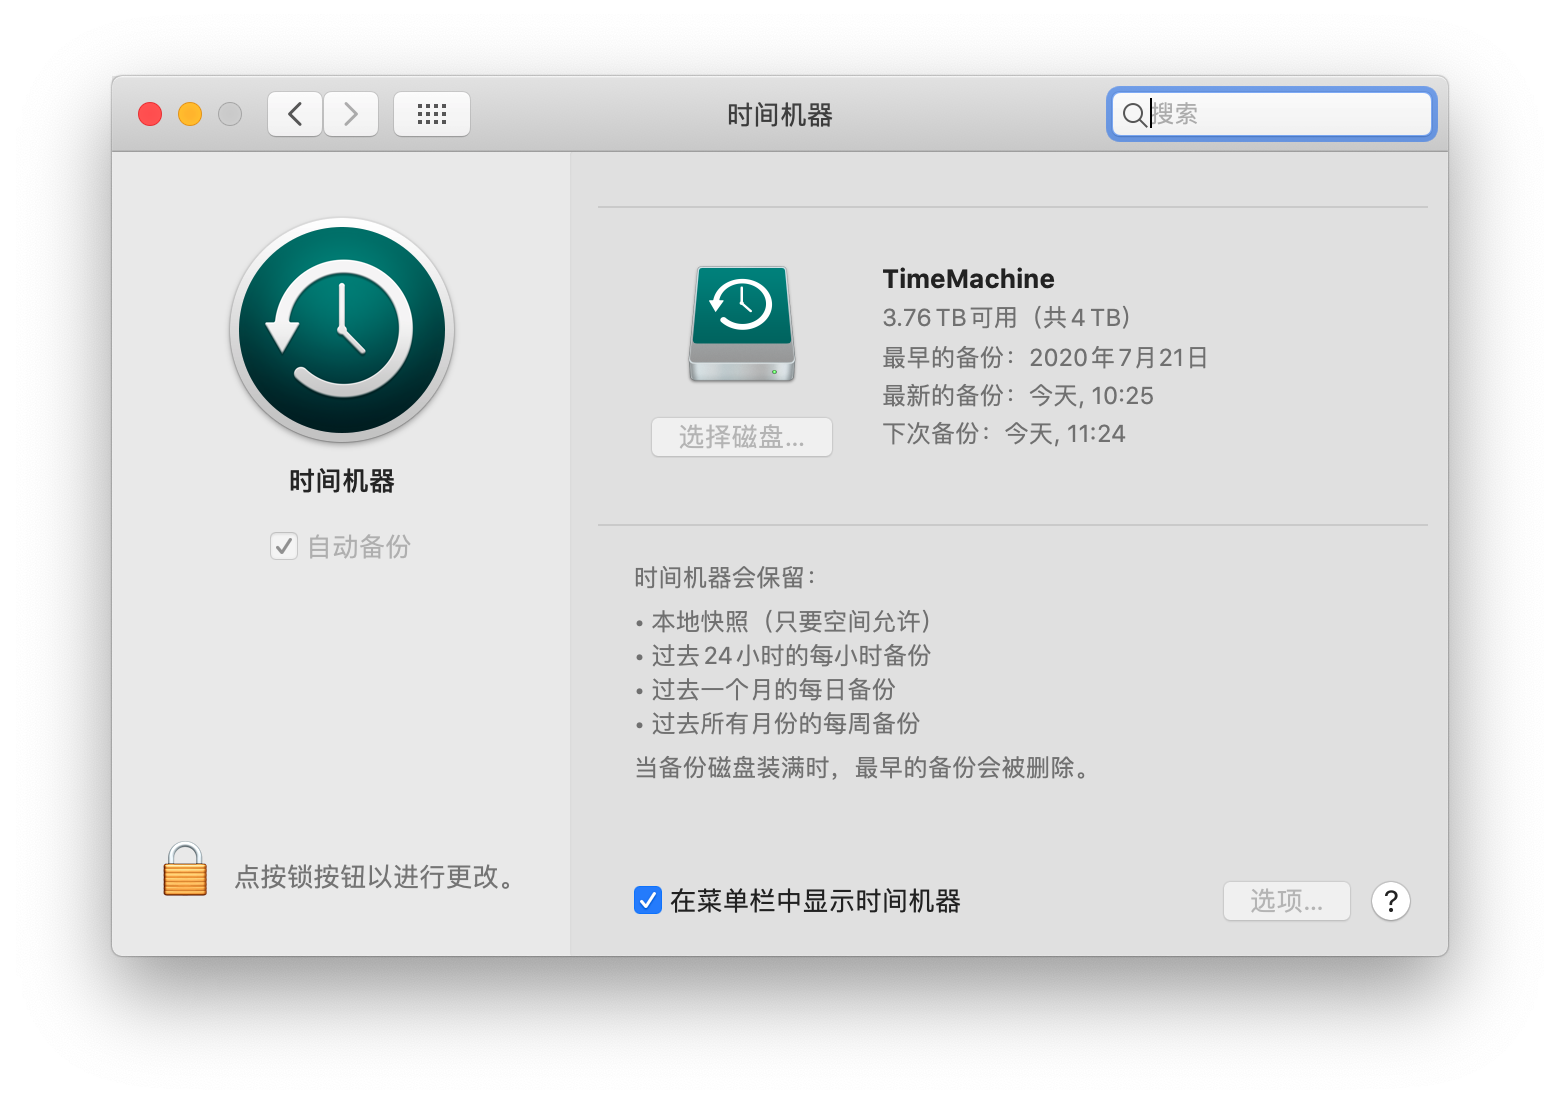 时间机器
搜索
时间机器
自动备份
点按锁按钮以进行更改。
选择磁盘...
TimeMachine
3.76 TB可用（共4 TB）
最早的备份：2020年7月21日
最新的备份：今天, 10:25
下次备份：今天, 11:24
时间机器会保留：
• 本地快照（只要空间允许）
• 过去24小时的每小时备份
• 过去一个月的每日备份
• 过去所有月份的每周备份
当备份磁盘装满时，最早的备份会被删除。
在菜单栏中显示时间机器
选项...
?